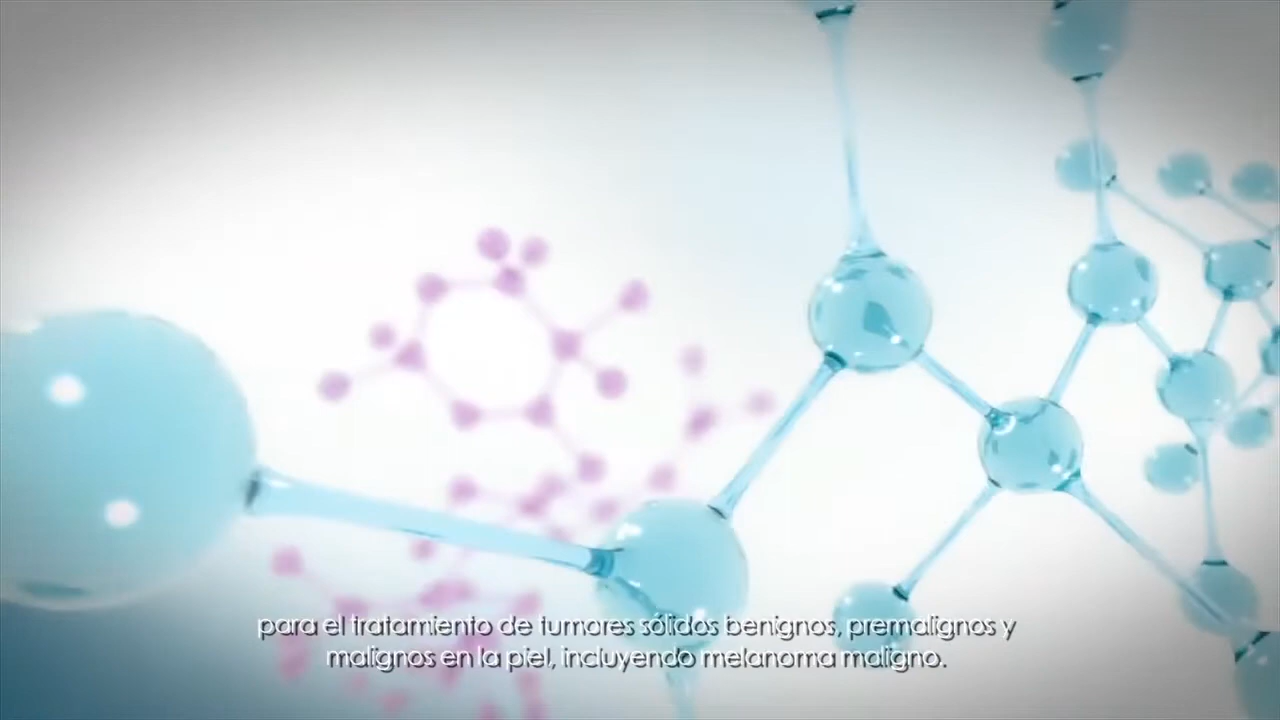 para el tratamiento de tumores sólidos benignos, premalignos y
malignos en la piel, incluyendo melanoma maligno.